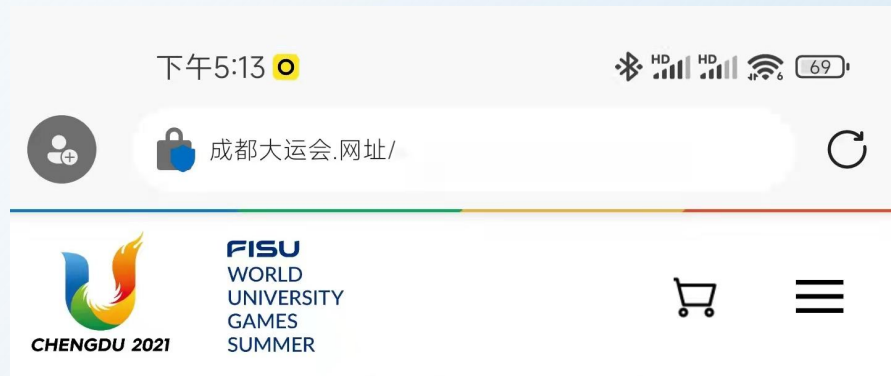 下午5:13
HD HD 6 69
成都大运会.网址/
FISU
WORLD
UNIVERSITY
GAMES
SUMMER
CHENGDU 2021